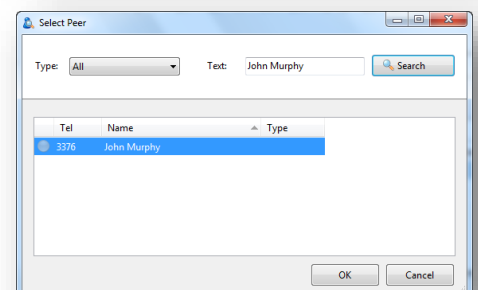 Select Peer
Type: All Text: John Murphy Search
Tel Name Type
3376 John Murphy
OK Cancel